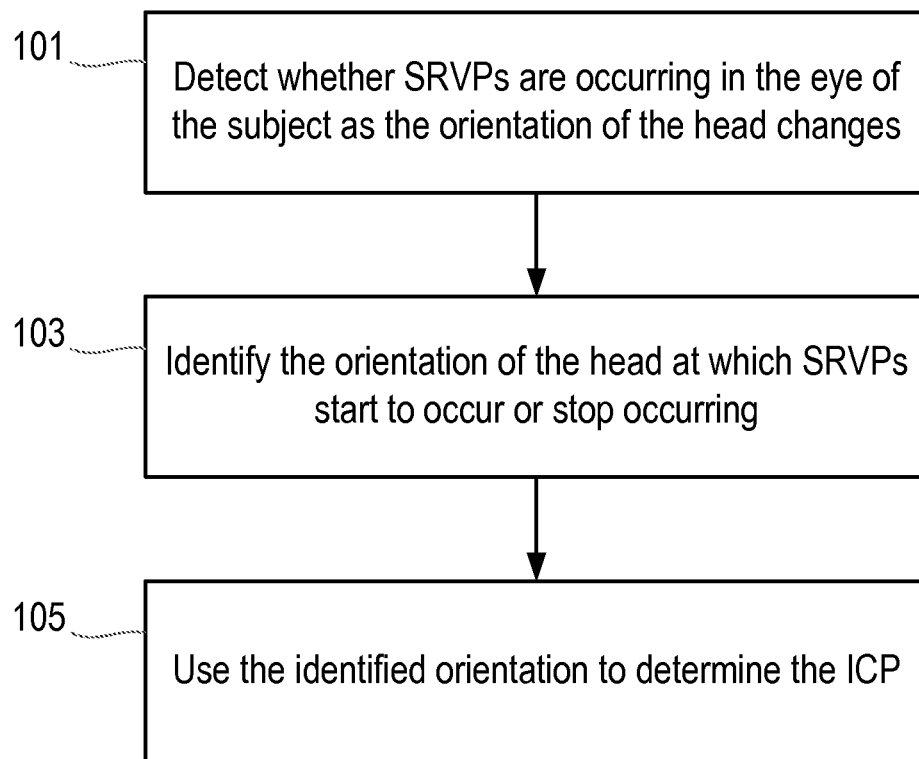 101
Detect whether SRVPs are occurring in the eye of
the subject as the orientation of the head changes
103
Identify the orientation of the head at which SRVPs
start to occur or stop occurring
105
Use the identified orientation to determine the ICP